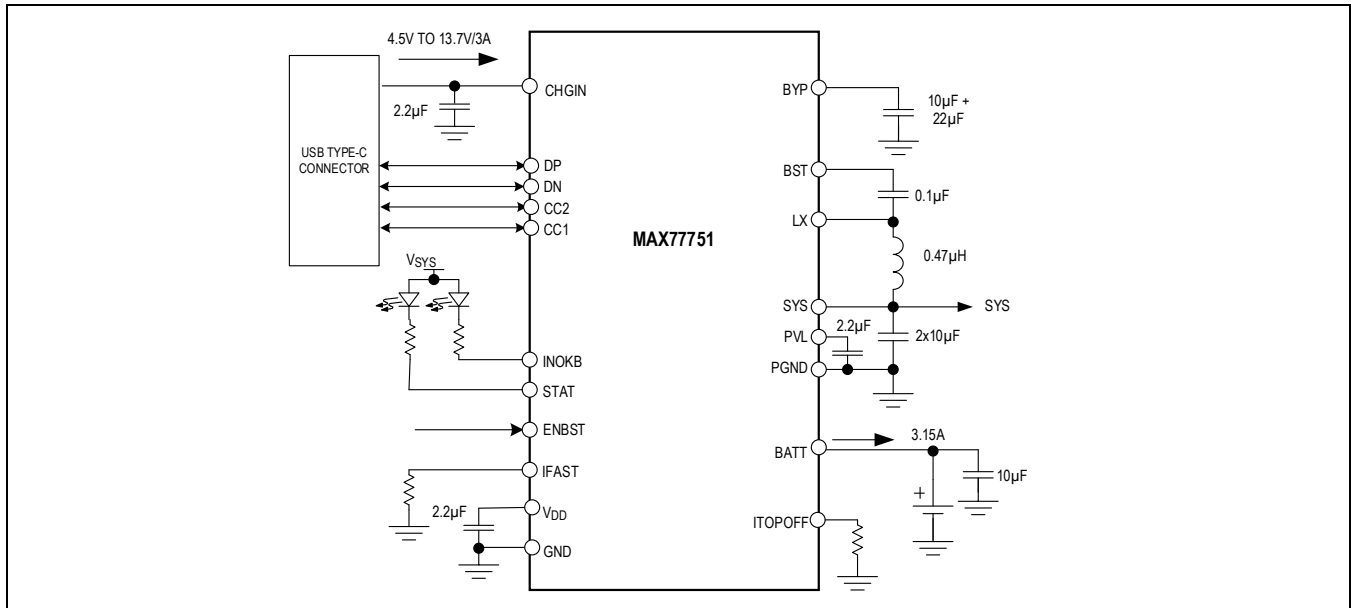 4.5V TO 13.7V/3A
CHGIN
2.2µF
USB TYPE-C
CONNECTOR
DP
DN
CC2
CC1
VSYS
INOKB
STAT
ENBST
IFAST
2.2µF
VDD
GND
MAX77751
BYP
10µF +
22µF
BST
0.1µF
LX
0.47µH
SYS
SYS
2.2µF
PVL
2x10µF
PGND
3.15A
BATT
10µF
+
ITOPOFF